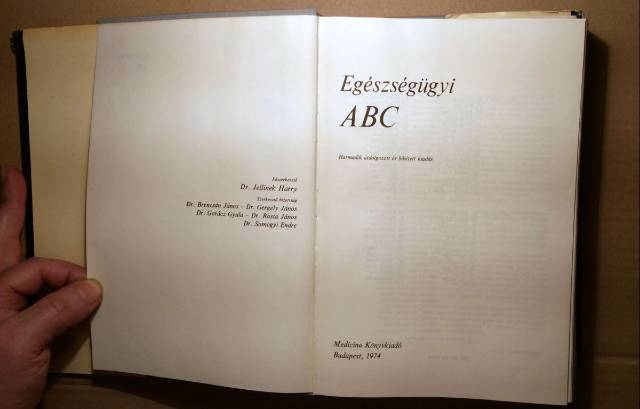 Főszerkesztő
Dr. Jellinek Harry
Szerkesztő bizottság
Dr. Brencsán János - Dr. Gergely János
Dr. Gorácz Gyula - Dr. Rosta János
Dr. Somogyi Endre
Egészségügyi
ABC
Harmadik átdolgozott és bővített kiadás
Medicina Könyvkiadó
Budapest, 1974